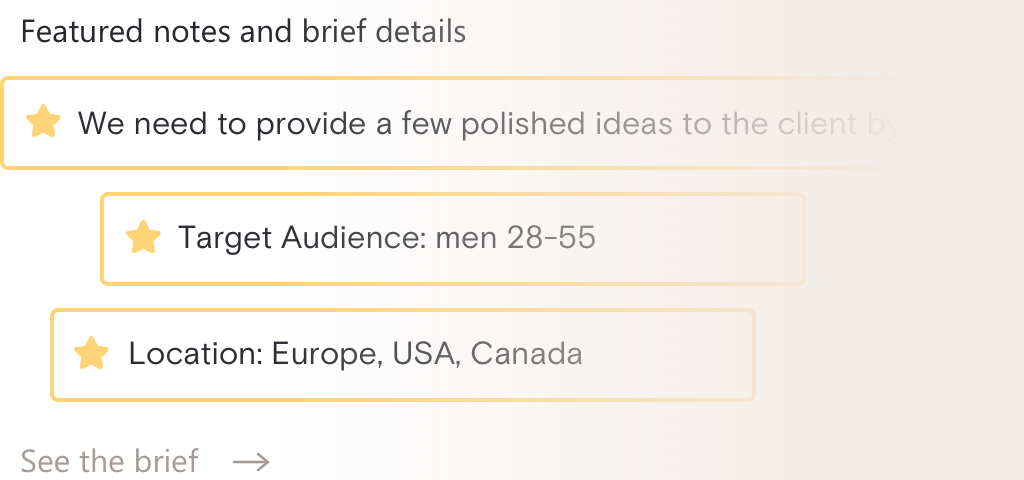 Featured notes and brief details
We need to provide a few polished ideas to the client by
Target Audience: men 28–55
Location: Europe, USA, Canada
See the brief